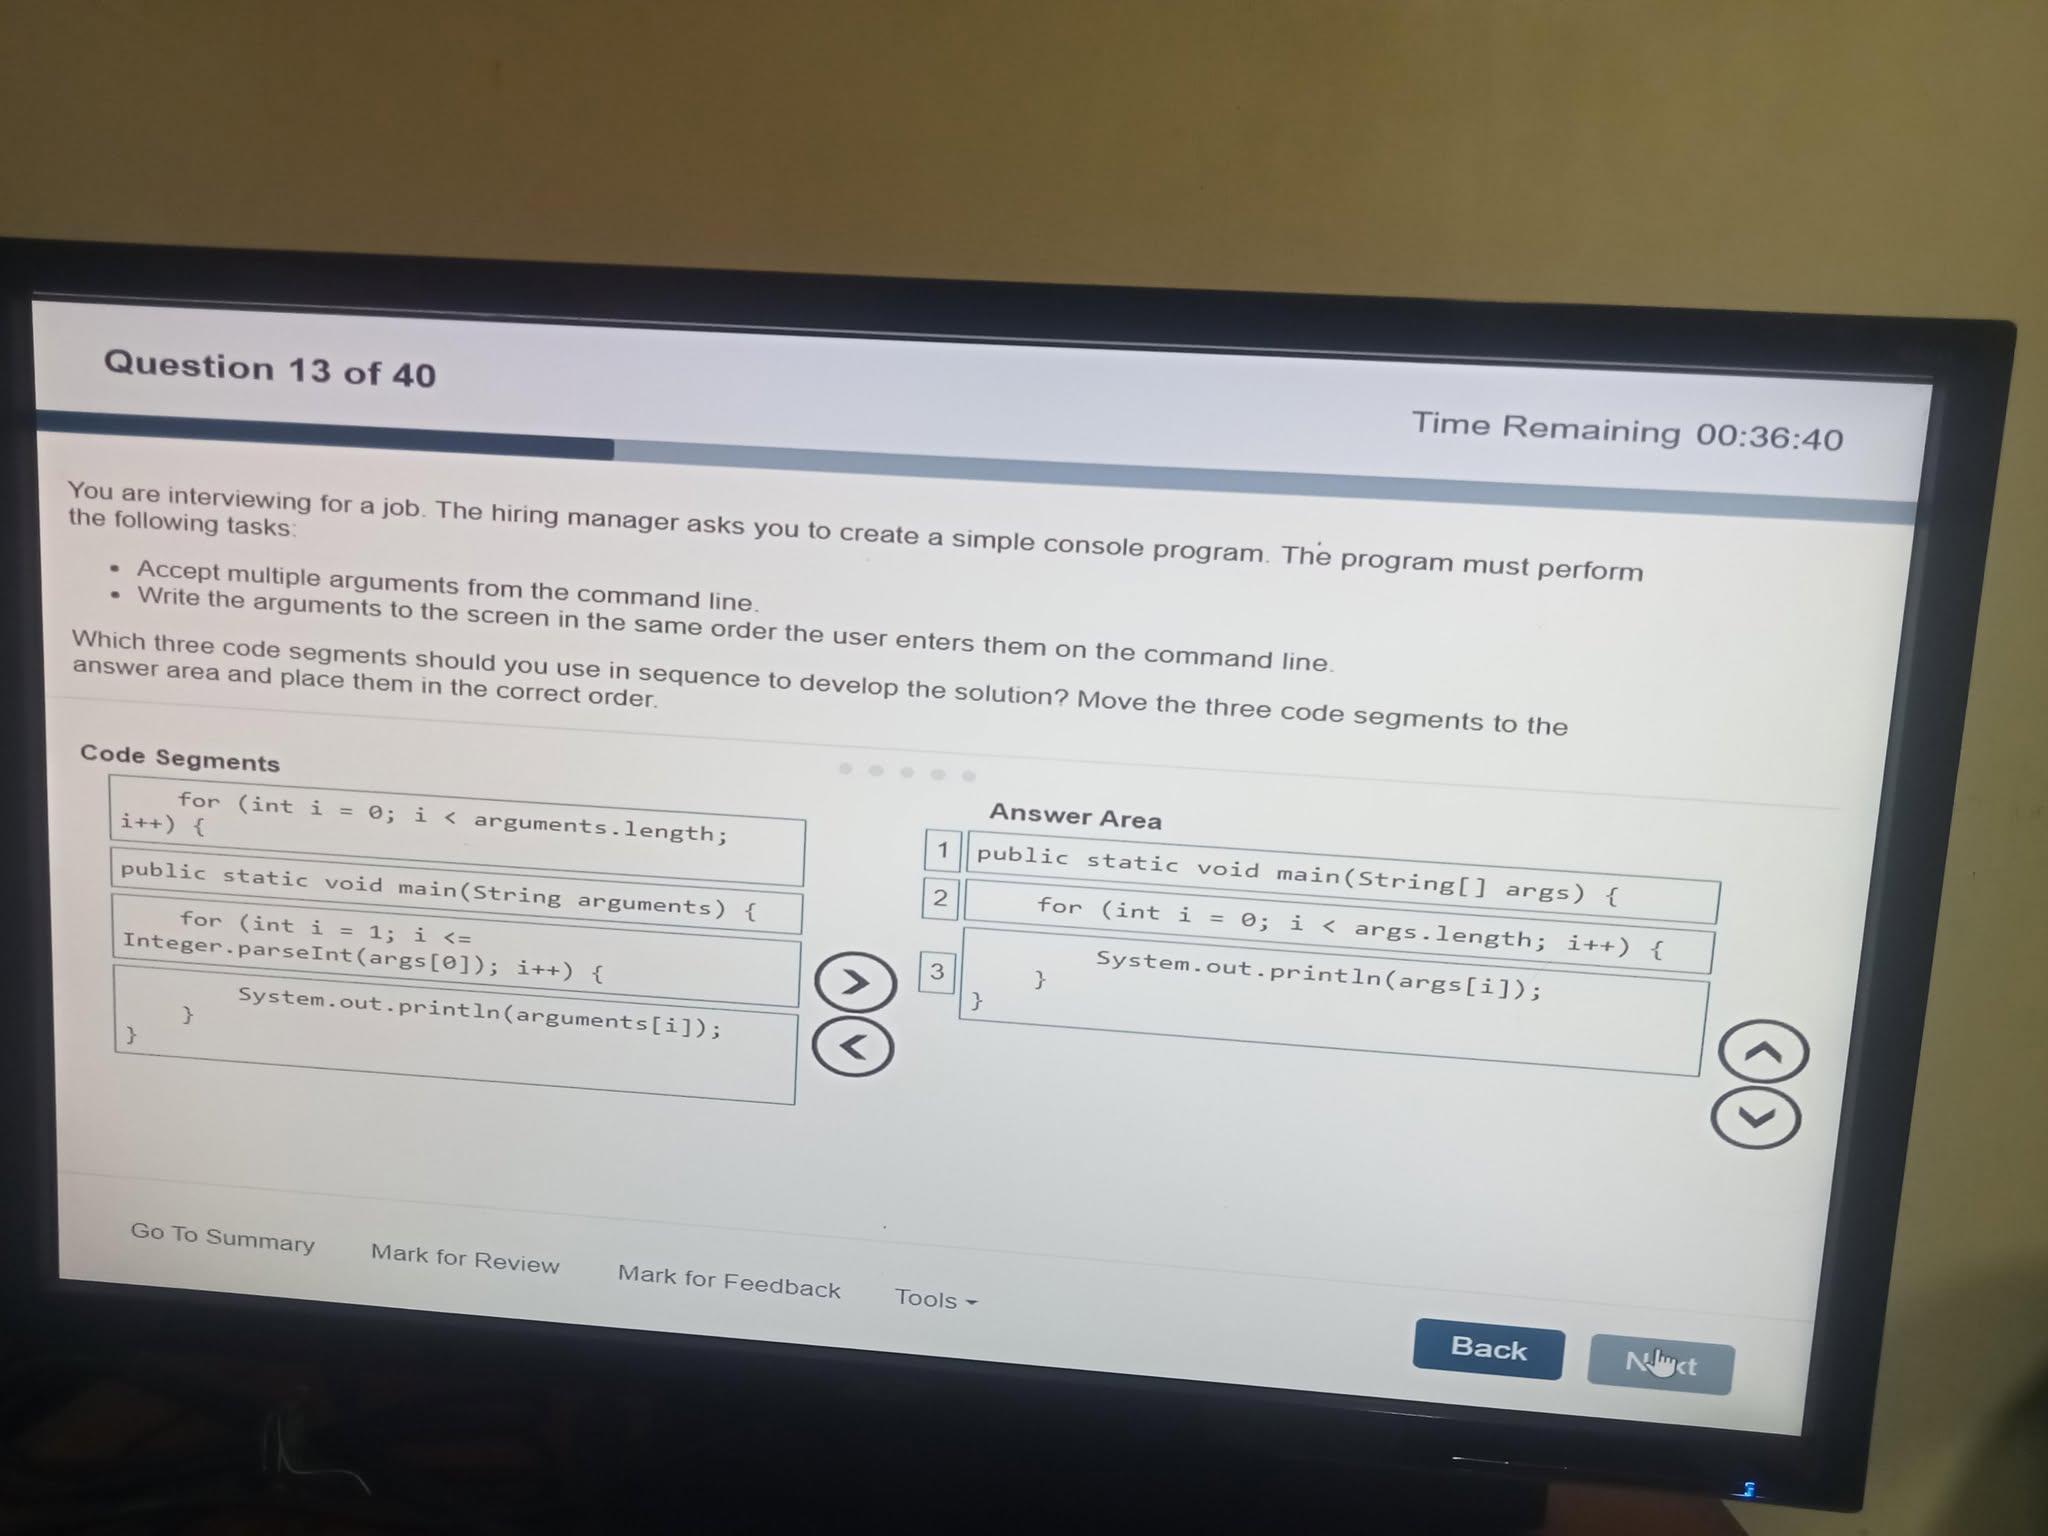 Question 13 of 40
Time Remaining 00:36:40
You are interviewing for a job. The hiring manager asks you to create a simple console program. The program must perform
the following tasks:
• Accept multiple arguments from the command line.
• Write the arguments to the screen in the same order the user enters them on the command line.
Which three code segments should you use in sequence to develop the solution? Move the three code segments to the
answer area and place them in the correct order.
Code Segments
for (int i = 0; i < arguments.length;
i++) {
public static void main(String arguments) {
for (int i = 1; i <=
Integer.parseInt(args[0]); i++) {
System.out.println(arguments[i]);
}
}
Answer Area
1 public static void main(String[] args) {
2 for (int i = 0; i < args.length; i++) {
3 System.out.println(args[i]);
}
}
Go To Summary
Mark for Review
Mark for Feedback
Tools
Back
Next